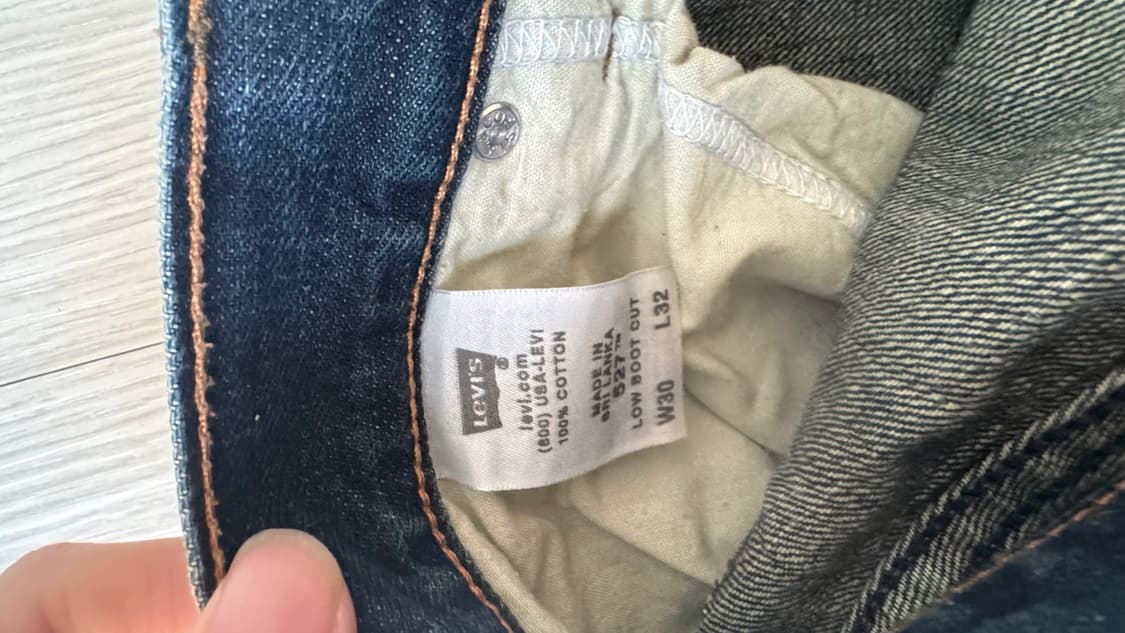 LEVI'S
®
levi.com
(800) USA-LEVI
100% COTTON
MADE IN
SRI LANKA
527™
LOW BOOT CUT
W30 L32